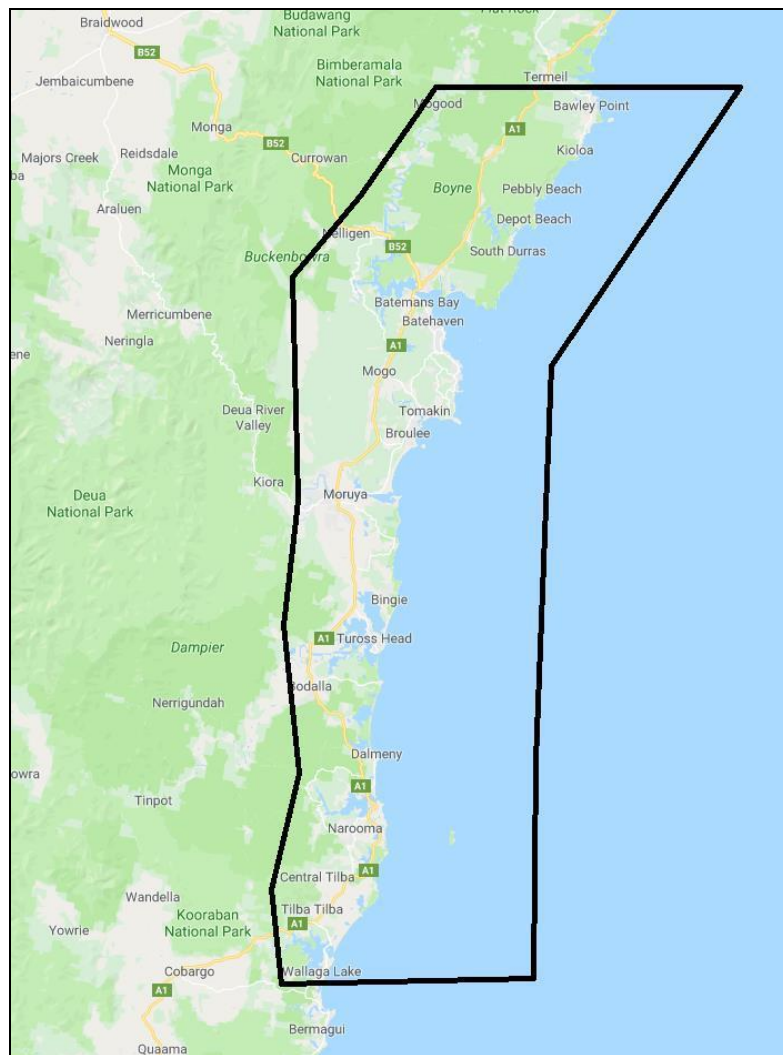 Budawang
National Park
Braidwood
B52
Bimberamala
National Park
Termeil
Jembaicumbene
Mogood
Bawley Point
Monga
A1
Majors Creek
Reidsdale
B52
Currowan
Kioloa
ba
Monga
National Park
Boyne
Pebbly Beach
Araluen
Depot Beach
Nelligen
B52
South Durras
Buckenbowra
Merricumbene
Batemans Bay
Batehaven
Neringla
A1
ne
Mogo
Deua River
Valley
Tomakin
Broulee
Kiora
Moruya
Deua
National Park
Bingie
A1
Tuross Head
Dampier
Bodalla
Nerrigundah
Dalmeny
owra
A1
Tinpot
Narooma
A1
Central Tilba
Wandella
Tilba Tilba
Kooraban
National Park
A1
Yowrie
Cobargo
Wallaga Lake
A1
Bermagui
Quaama